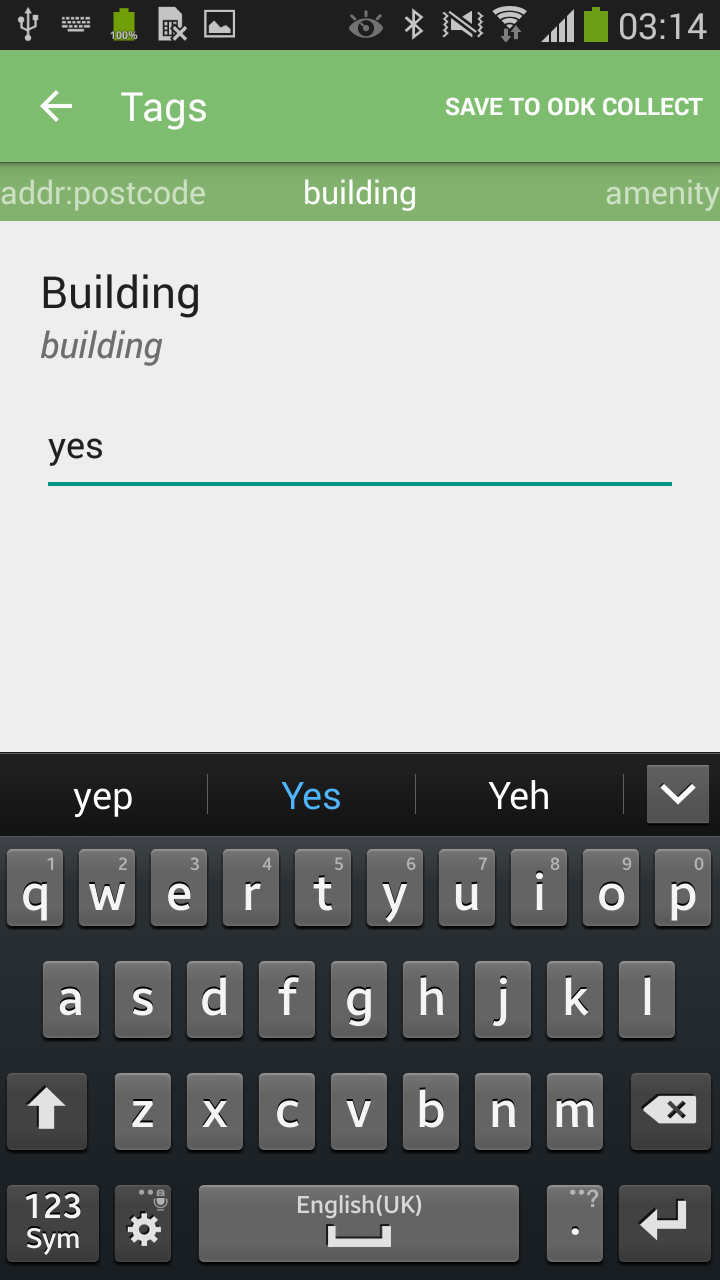 100% 03:14
Tags SAVE TO ODK COLLECT
addr:postcode building amenity
Building
building
yes
yep Yes Yeh
1 2 3 4 5 6 7 8 9 0
q w e r t y u i o p
a s d f g h j k l
z x c v b n m
123 English(UK) ?
Sym .